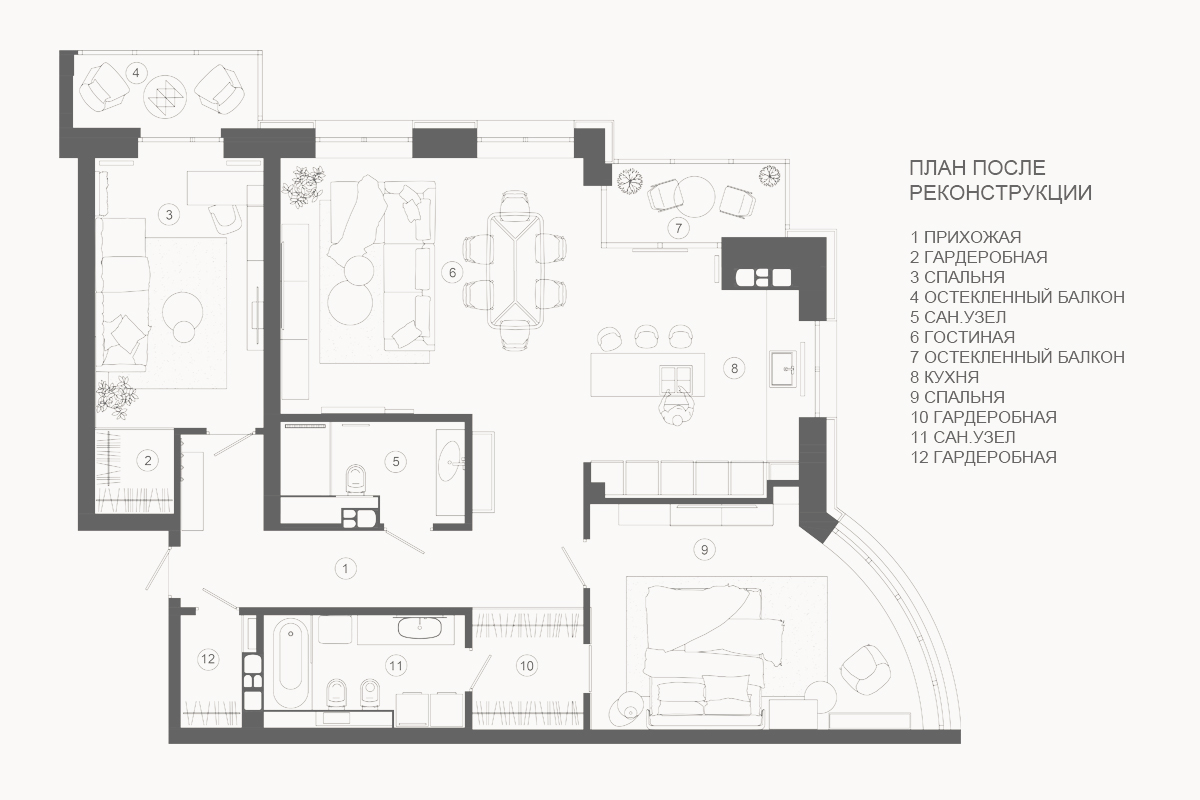 4
3
7
6
8
2
5
9
1
12
11
10
ПЛАН ПОСЛЕ
РЕКОНСТРУКЦИИ
1 ПРИХОЖАЯ
2 ГАРДЕРОБНАЯ
3 СПАЛЬНЯ
4 ОСТЕКЛЕННЫЙ БАЛКОН
5 САН.УЗЕЛ
6 ГОСТИНАЯ
7 ОСТЕКЛЕННЫЙ БАЛКОН
8 КУХНЯ
9 СПАЛЬНЯ
10 ГАРДЕРОБНАЯ
11 САН.УЗЕЛ
12 ГАРДЕРОБНАЯ